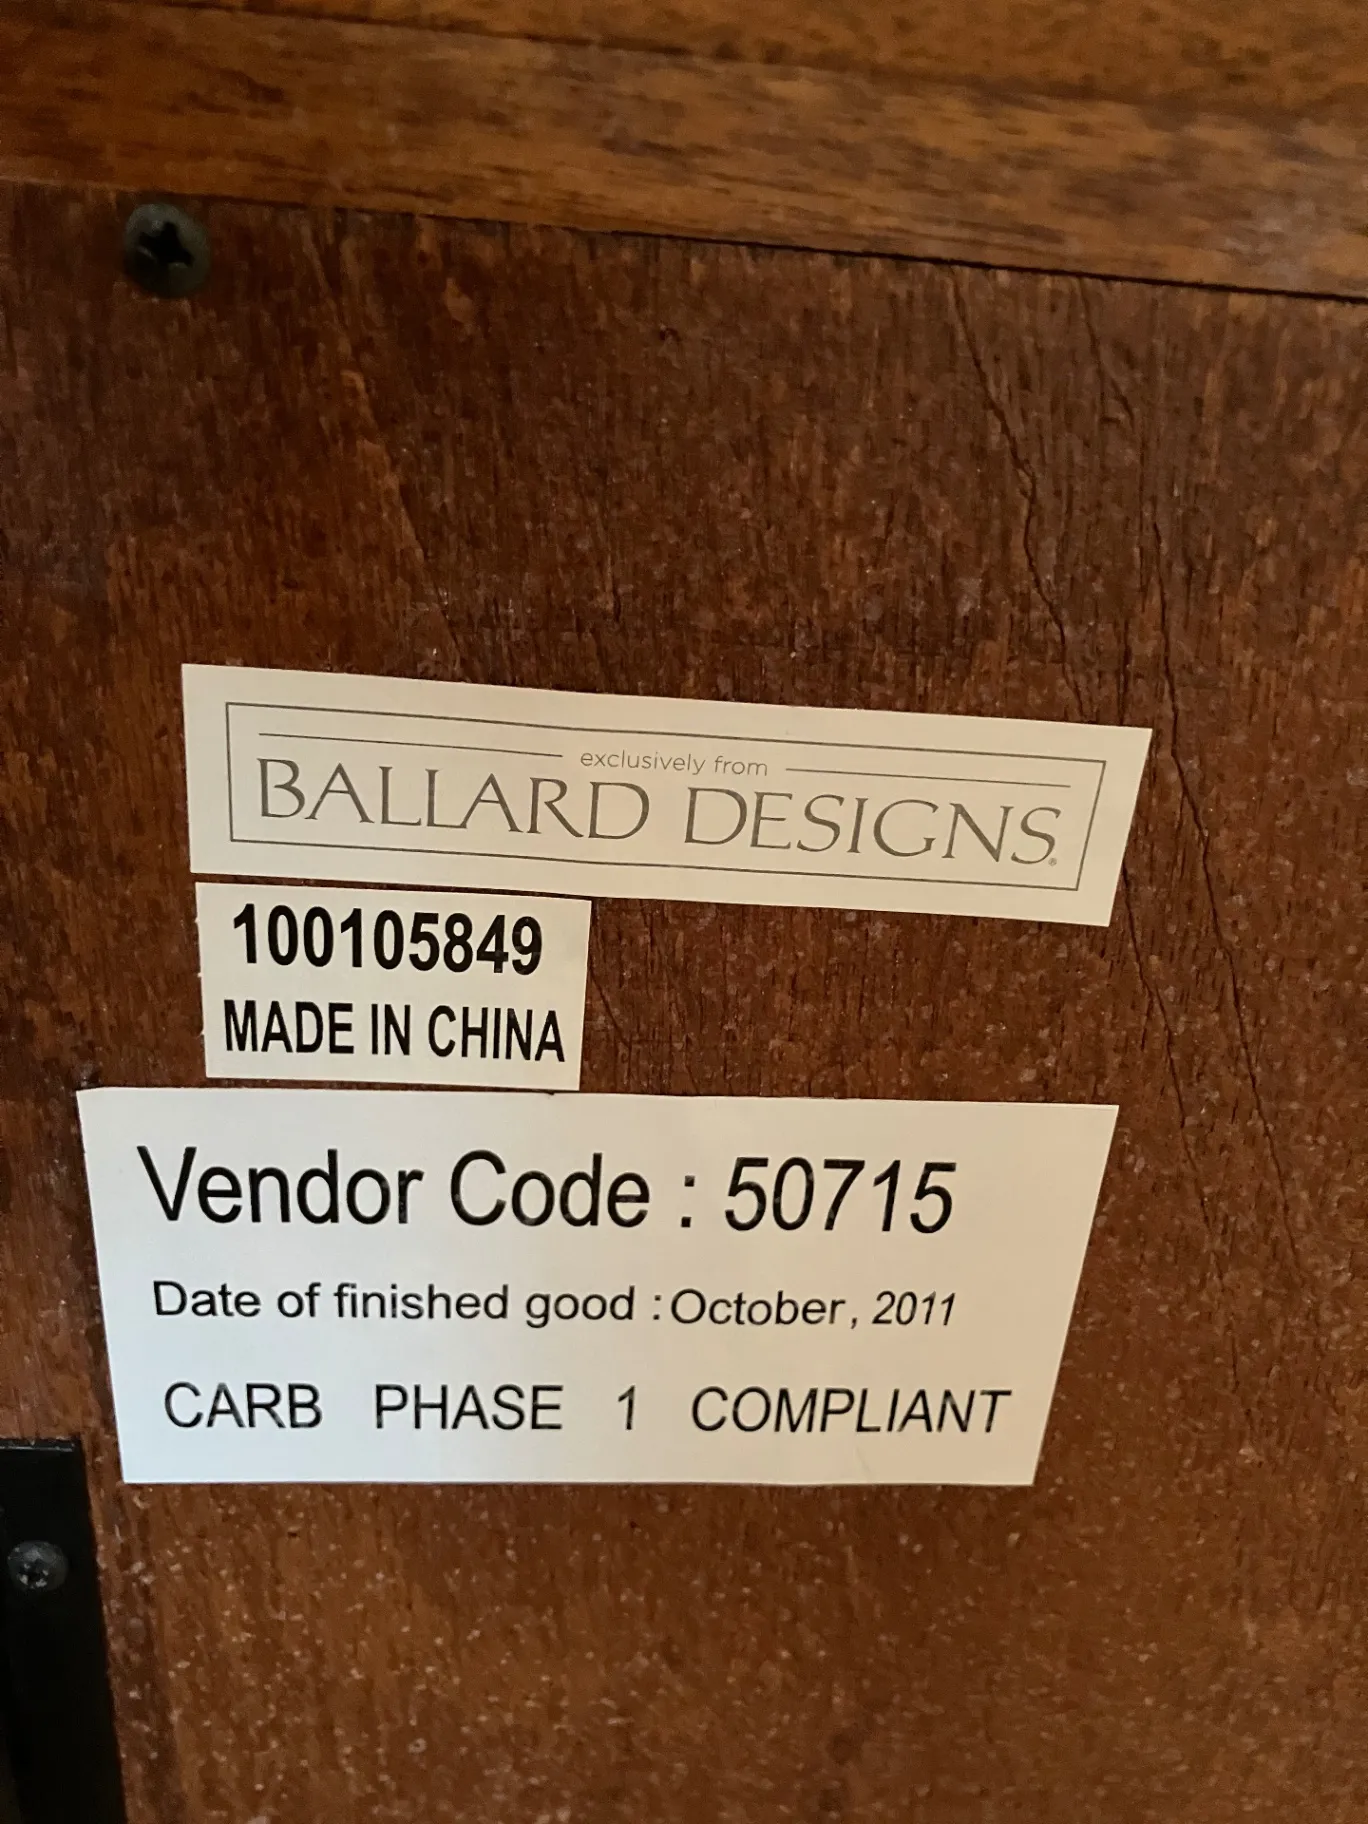 exclusively from
BALLARD DESIGNS®
100105849
MADE IN CHINA
Vendor Code : 50715
Date of finished good : October, 2011
CARB PHASE 1 COMPLIANT